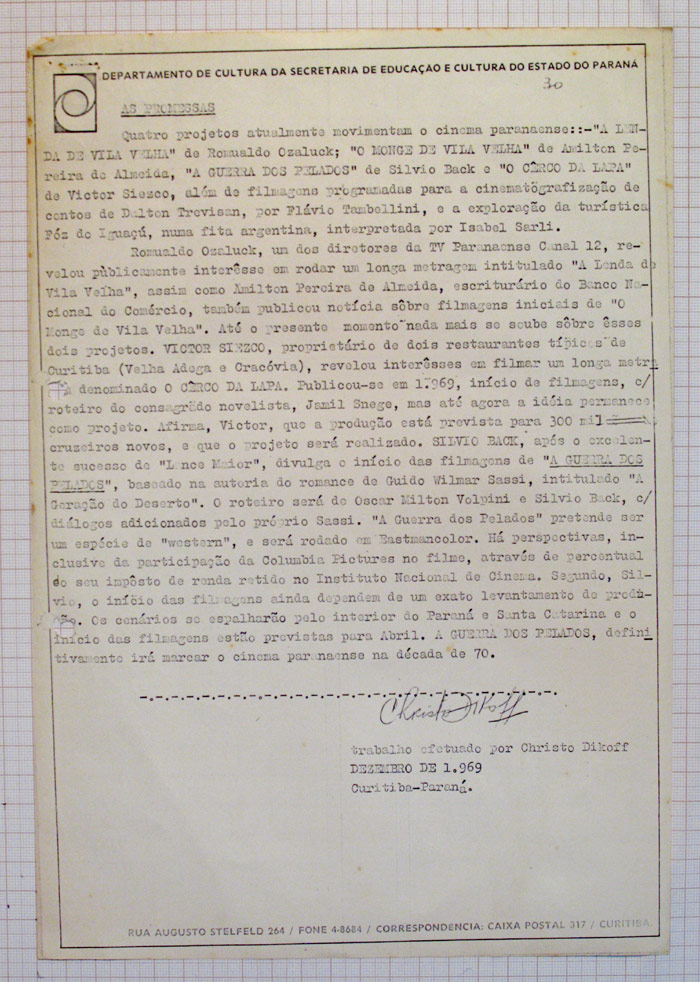 DEPARTAMENTO DE CULTURA DA SECRETARIA DE EDUCAÇAO E CULTURA DO ESTADO DO PARANÁ
30
AS PROMESSAS
Quatro projetos atualmente movimentam o cinema paranaense::-"A LEN-
DA DE VILA VELHA" de Romualdo Ozaluck; "O MONGE DE VILA VELHA" de Amilton Pe-
reira de Almeida, "A GUERRA DOS PELADOS" de Silvio Back e "O CÊRCO DA LAPA"
de Victor Siezco, além de filmagens programadas para a cinematografização de
contos de Dalton Trevisan, por Flávio Tambellini, e a exploração da turística
Fóz do Iguaçú, numa fita argentina, interpretada por Isabel Sarli.
Romualdo Ozaluck, un dos diretores da TV Paranaense Canal 12, re-
velou públicamente interêsse em rodar um longa metragem intitulado "A Lenda de
Vila Velha", assim como Amilton Pereira de Almeida, escriturário do Banco Na-
cional do Comércio, também publicou notícia sôbre filmagens iniciais de "O
Monge de Vila Velha". Até o presente momento nada mais se soube sôbre êsses
dois projetos. VICTOR SIEZCO, proprietário de dois restaurantes típicos de
Curitiba (Velha Adega e Cracóvia), revelou interêsses em filmar um longa metra
denominado O CÊRCO DA LAPA. Publicou-se em 1.969, início de filmagens, c/
roteiro do consagrado novelista, Jamil Snege, mas até agora a idéia permanece
como projeto. Afirma, Victor, que a produção está prevista para 300 mil
cruzeiros novos, e que o projeto será realizado. SILVIO BACK, após o excelen-
te sucesso de "Lance Maior", divulga o início das filmagens de "A GUERRA DOS
PELADOS", baseado na autoria do romance de Guido Wilmar Sassi, intitulado "A
Geração do Deserto". O roteiro será de Oscar Milton Volpini e Silvio Back, c/
diálogos adicionados pelo próprio Sassi. "A Guerra dos Pelados" pretende ser
um espécie de "western", e será rodado em Eastmancolor. Há perspectivas, in-
clusive da participação da Columbia Pictures no filme, através de percentual
do seu impôsto de renda retido no Instituto Nacional de Cinema. Segundo, Sil-
vio, o início das filmagens ainda dependem de um exato levantamento de produ-
ção. Os cenários se espalharão pelo interior do Paraná e Santa Catarina e o
início das filmagens estão previstas para Abril. A GUERRA DOS PELADOS, defini
tivamente irá marcar o cinema paranaense na década de 70.
Christo Dikoff
trabalho efetuado por Christo Dikoff
DEZEMBRO DE 1.969
Curitiba-Paraná.
RUA AUGUSTO STELFELD 264 / FONE 4-8684 / CORRESPONDENCIA: CAIXA POSTAL 317 / CURITIBA